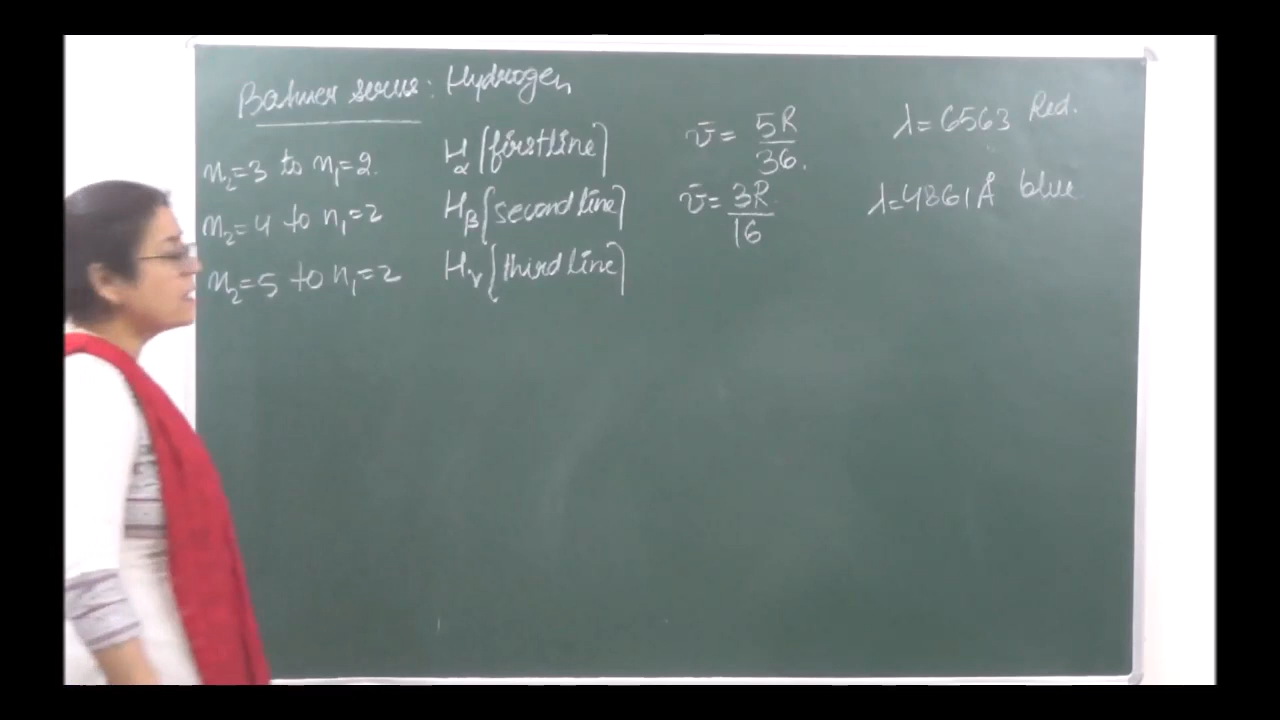 Balmer series : Hydrogen
n₂=3 to n₁=2. Hα [first line] ν̄ = 5R/36. λ=6563 Red.
n₂=4 to n₁=2 Hβ [second line] ν̄ = 3R/16 λ=4861Å blue
n₂=5 to n₁=2 Hγ [third line]